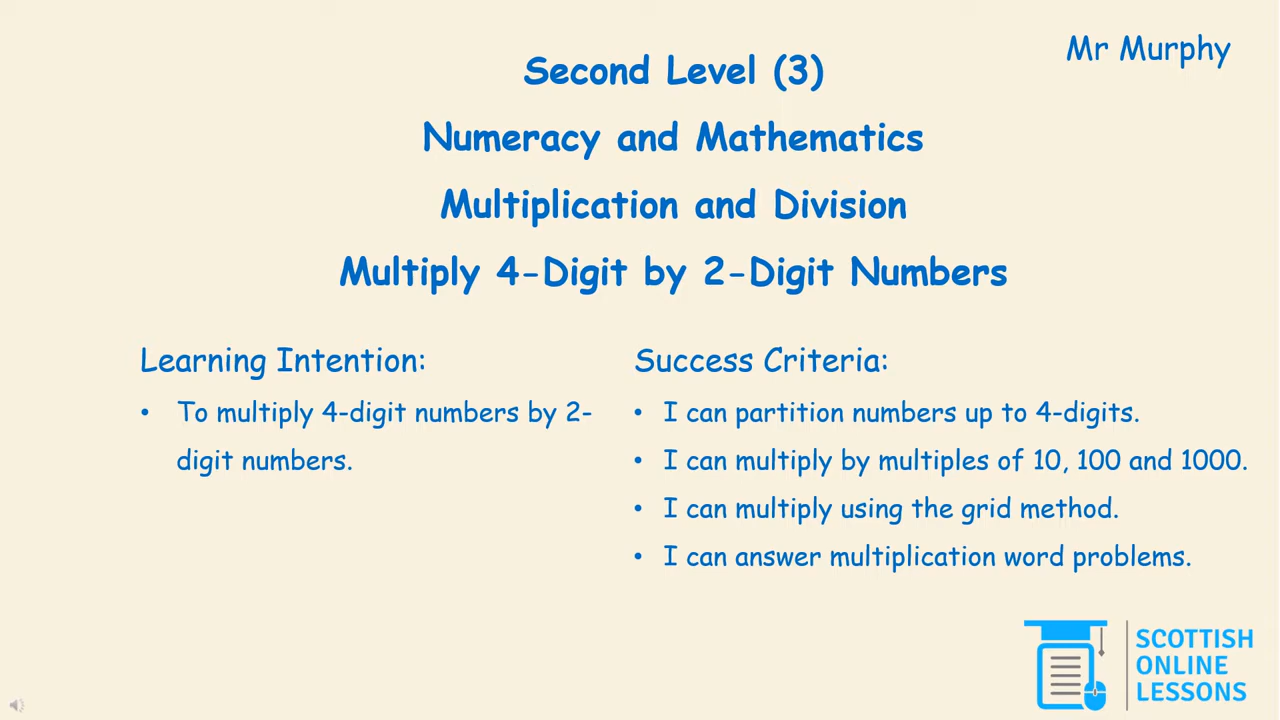 Mr Murphy
Second Level (3)
Numeracy and Mathematics
Multiplication and Division
Multiply 4-Digit by 2-Digit Numbers
Learning Intention:
• To multiply 4-digit numbers by 2-
digit numbers.
Success Criteria:
• I can partition numbers up to 4-digits.
• I can multiply by multiples of 10, 100 and 1000.
• I can multiply using the grid method.
• I can answer multiplication word problems.
SCOTTISH
ONLINE
LESSONS